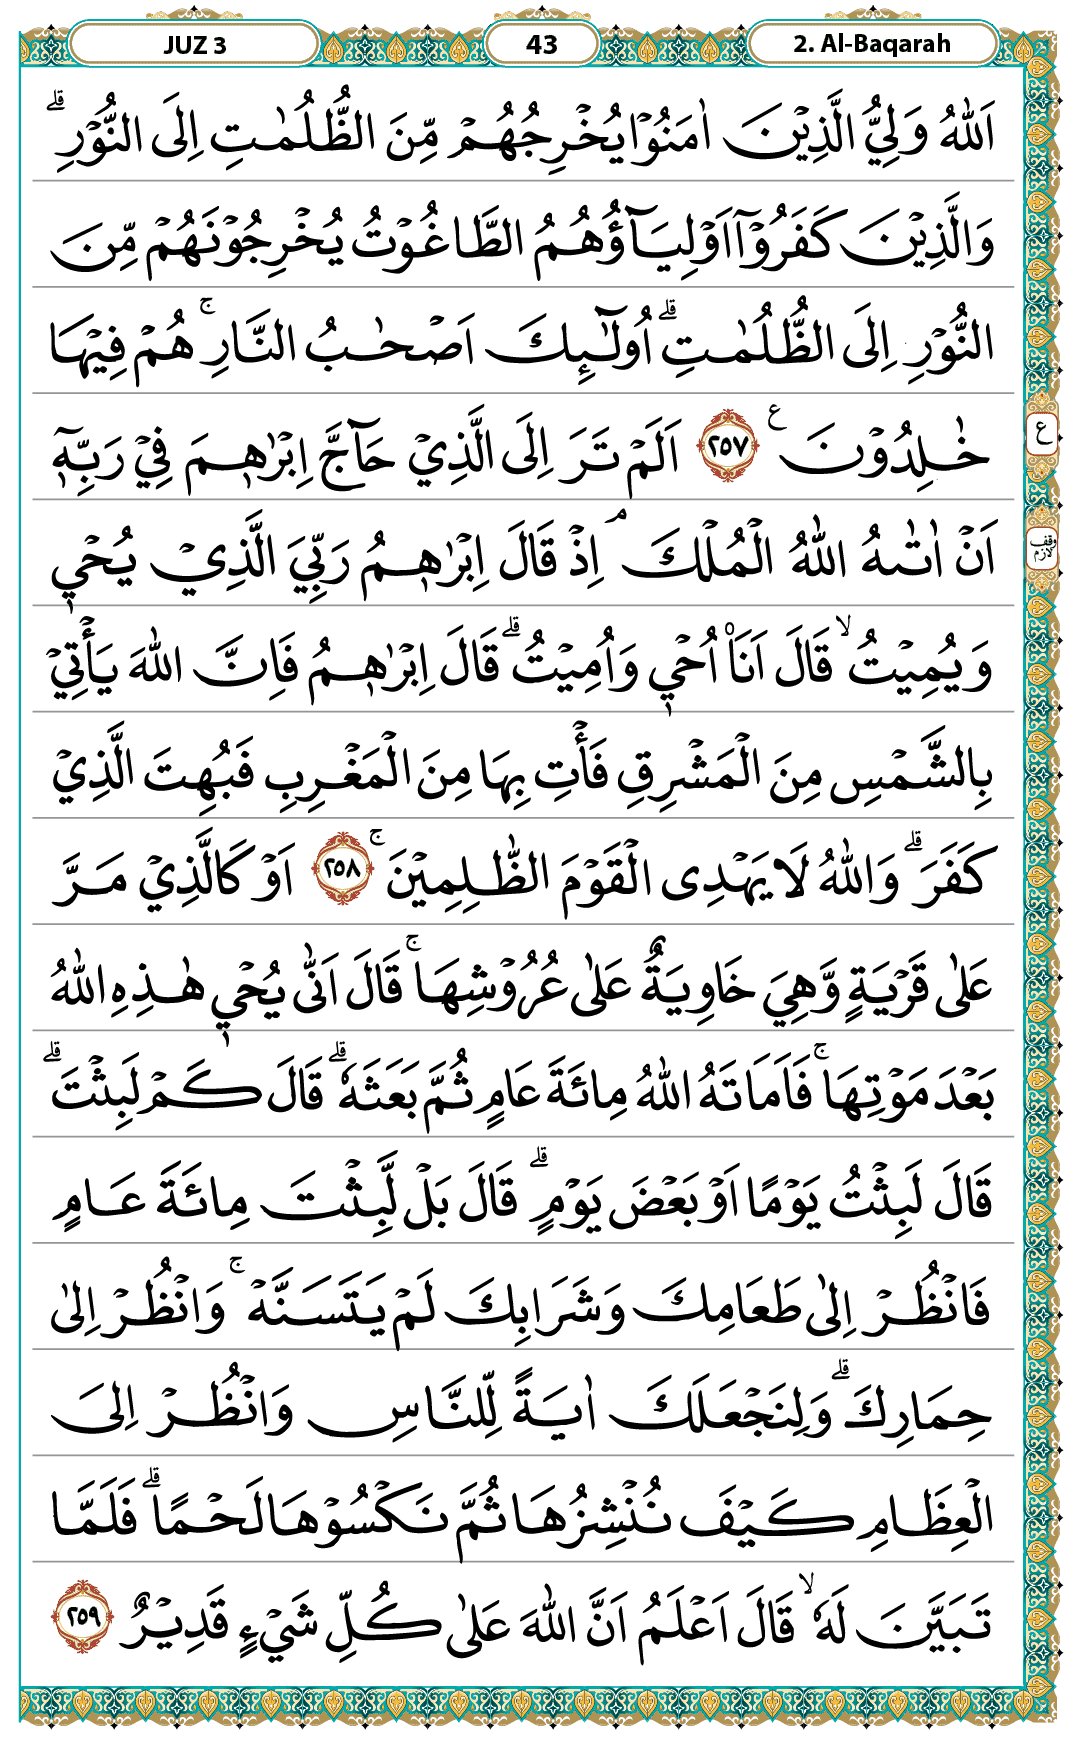 JUZ 3
43
2. Al-Baqarah
اَللّٰهُ وَلِيُّ الَّذِيْنَ اٰمَنُوْا يُخْرِجُهُمْ مِّنَ الظُّلُمٰتِ اِلَى النُّوْرِ ۗ
وَالَّذِيْنَ كَفَرُوْٓا اَوْلِيَاۤؤُهُمُ الطَّاغُوْتُ يُخْرِجُوْنَهُمْ مِّنَ
النُّوْرِ اِلَى الظُّلُمٰتِ ۗ اُولٰۤىِٕكَ اَصْحٰبُ النَّارِ ۚ هُمْ فِيْهَا
خٰلِدُوْنَ ࣖ ٢٥٧ اَلَمْ تَرَ اِلَى الَّذِيْ حَاۤجَّ اِبْرٰهٖمَ فِيْ رَبِّهٖٓ
ع
اَنْ اٰتٰىهُ اللّٰهُ الْمُلْكَ ۘ اِذْ قَالَ اِبْرٰهٖمُ رَبِّيَ الَّذِيْ يُحْيٖ
وقف لازم
وَيُمِيْتُ ۙ قَالَ اَنَا۠ اُحْيٖ وَاُمِيْتُ ۗ قَالَ اِبْرٰهٖمُ فَاِنَّ اللّٰهَ يَأْتِيْ
بِالشَّمْسِ مِنَ الْمَشْرِقِ فَأْتِ بِهَا مِنَ الْمَغْرِبِ فَبُهِتَ الَّذِيْ
كَفَرَ ۗ وَاللّٰهُ لَا يَهْدِى الْقَوْمَ الظّٰلِمِيْنَ ۚ ٢٥٨ اَوْ كَالَّذِيْ مَرَّ
عَلٰى قَرْيَةٍ وَّهِيَ خَاوِيَةٌ عَلٰى عُرُوْشِهَا ۚ قَالَ اَنّٰى يُحْيٖ هٰذِهِ اللّٰهُ
بَعْدَ مَوْتِهَا ۚ فَاَمَاتَهُ اللّٰهُ مِائَةَ عَامٍ ثُمَّ بَعَثَهٗ ۗ قَالَ كَمْ لَبِثْتَ ۗ
قَالَ لَبِثْتُ يَوْمًا اَوْ بَعْضَ يَوْمٍ ۗ قَالَ بَلْ لَّبِثْتَ مِائَةَ عَامٍ
فَانْظُرْ اِلٰى طَعَامِكَ وَشَرَابِكَ لَمْ يَتَسَنَّهْ ۚ وَانْظُرْ اِلٰى
حِمَارِكَ ۗ وَلِنَجْعَلَكَ اٰيَةً لِّلنَّاسِ وَانْظُرْ اِلَى
الْعِظَامِ كَيْفَ نُنْشِزُهَا ثُمَّ نَكْسُوْهَا لَحْمًا ۗ فَلَمَّا
تَبَيَّنَ لَهٗ ۙ قَالَ اَعْلَمُ اَنَّ اللّٰهَ عَلٰى كُلِّ شَيْءٍ قَدِيْرٌ ٢٥٩